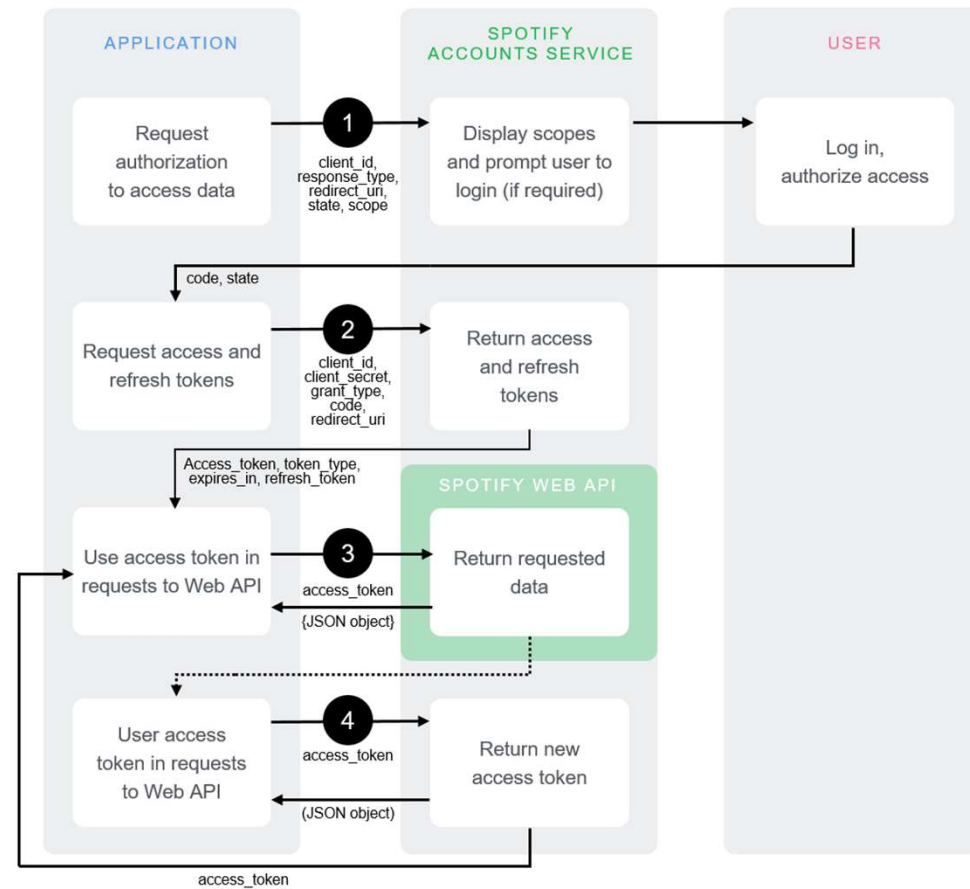 APPLICATION
SPOTIFY
ACCOUNTS SERVICE
USER
Request
authorization
to access data
1
client_id,
response_type,
redirect_uri,
state, scope
Display scopes
and prompt user to
login (if required)
Log in,
authorize access
code, state
Request access and
refresh tokens
2
client_id,
client_secret,
grant_type,
code,
redirect_uri
Return access
and refresh
tokens
Access_token, token_type,
expires_in, refresh_token
SPOTIFY WEB API
Use access token in
requests to Web API
3
access_token
{JSON object}
Return requested
data
User access
token in requests
to Web API
4
access_token
(JSON object)
Return new
access token
access_token